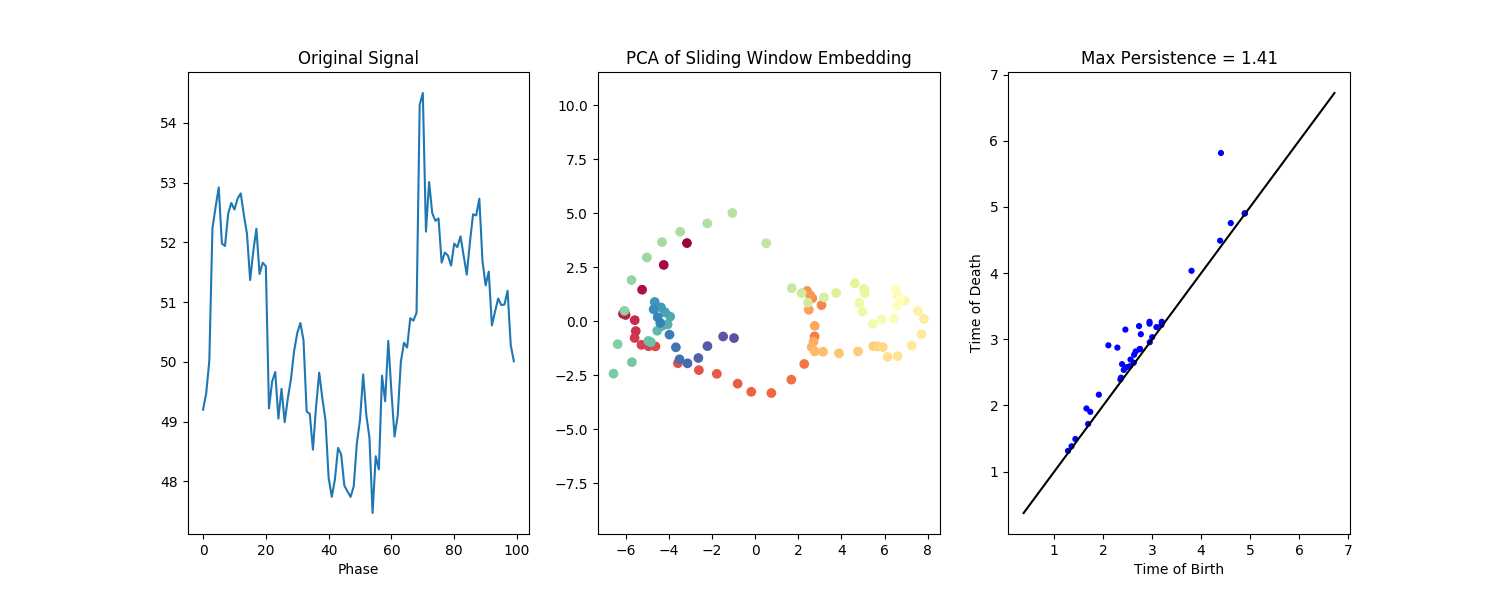 Original Signal
54
53
52
51
50
49
48
0 20 40 60 80 100
Phase
PCA of Sliding Window Embedding
10.0
7.5
5.0
2.5
0.0
−2.5
−5.0
−7.5
−6 −4 −2 0 2 4 6 8
Max Persistence = 1.41
Time of Death
7
6
5
4
3
2
1
1 2 3 4 5 6 7
Time of Birth